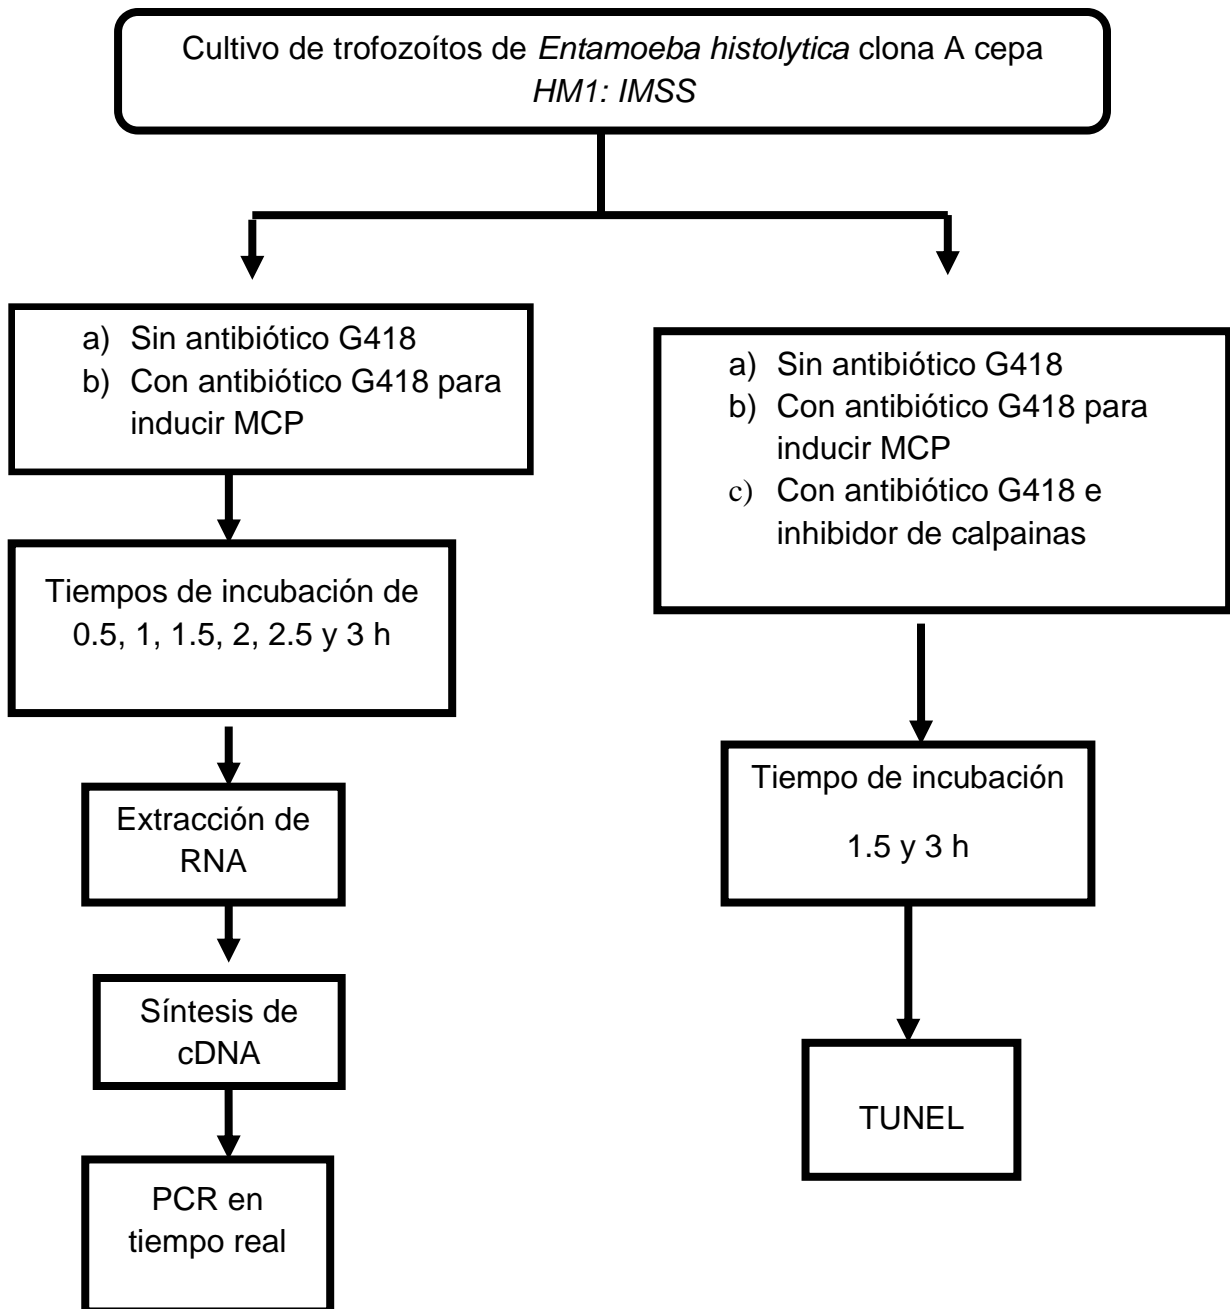 Cultivo de trofozoítos de Entamoeba histolytica clona A cepa
HM1: IMSS
a) Sin antibiótico G418
b) Con antibiótico G418 para
inducir MCP
Tiempos de incubación de
0.5, 1, 1.5, 2, 2.5 y 3 h
Extracción de
RNA
Síntesis de
cDNA
PCR en
tiempo real
a) Sin antibiótico G418
b) Con antibiótico G418 para
inducir MCP
c) Con antibiótico G418 e
inhibidor de calpainas
Tiempo de incubación
1.5 y 3 h
TUNEL